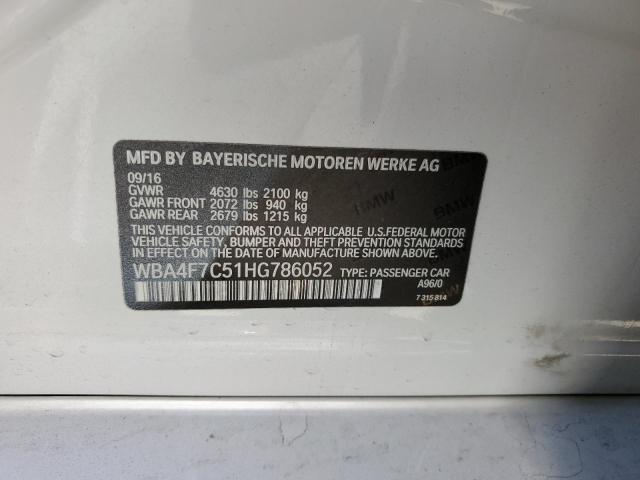 MFD BY BAYERISCHE MOTOREN WERKE AG
09/16
GVWR 4630 lbs 2100 kg
GAWR FRONT 2072 lbs 940 kg
GAWR REAR 2679 lbs 1215 kg
THIS VEHICLE CONFORMS TO ALL APPLICABLE U.S.FEDERAL MOTOR
VEHICLE SAFETY, BUMPER AND THEFT PREVENTION STANDARDS
IN EFFECT ON THE DATE OF MANUFACTURE SHOWN ABOVE.
WBA4F7C51HG786052 TYPE: PASSENGER CAR
A96/0
7 315 814
BMW
BMW
BMW